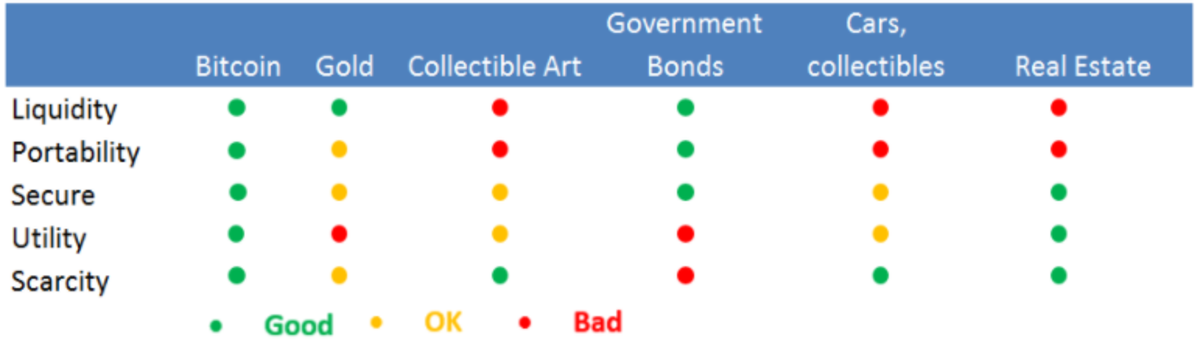 Government Cars,
Bitcoin Gold Collectible Art Bonds collectibles Real Estate
Liquidity
Portability
Secure
Utility
Scarcity
Good OK Bad